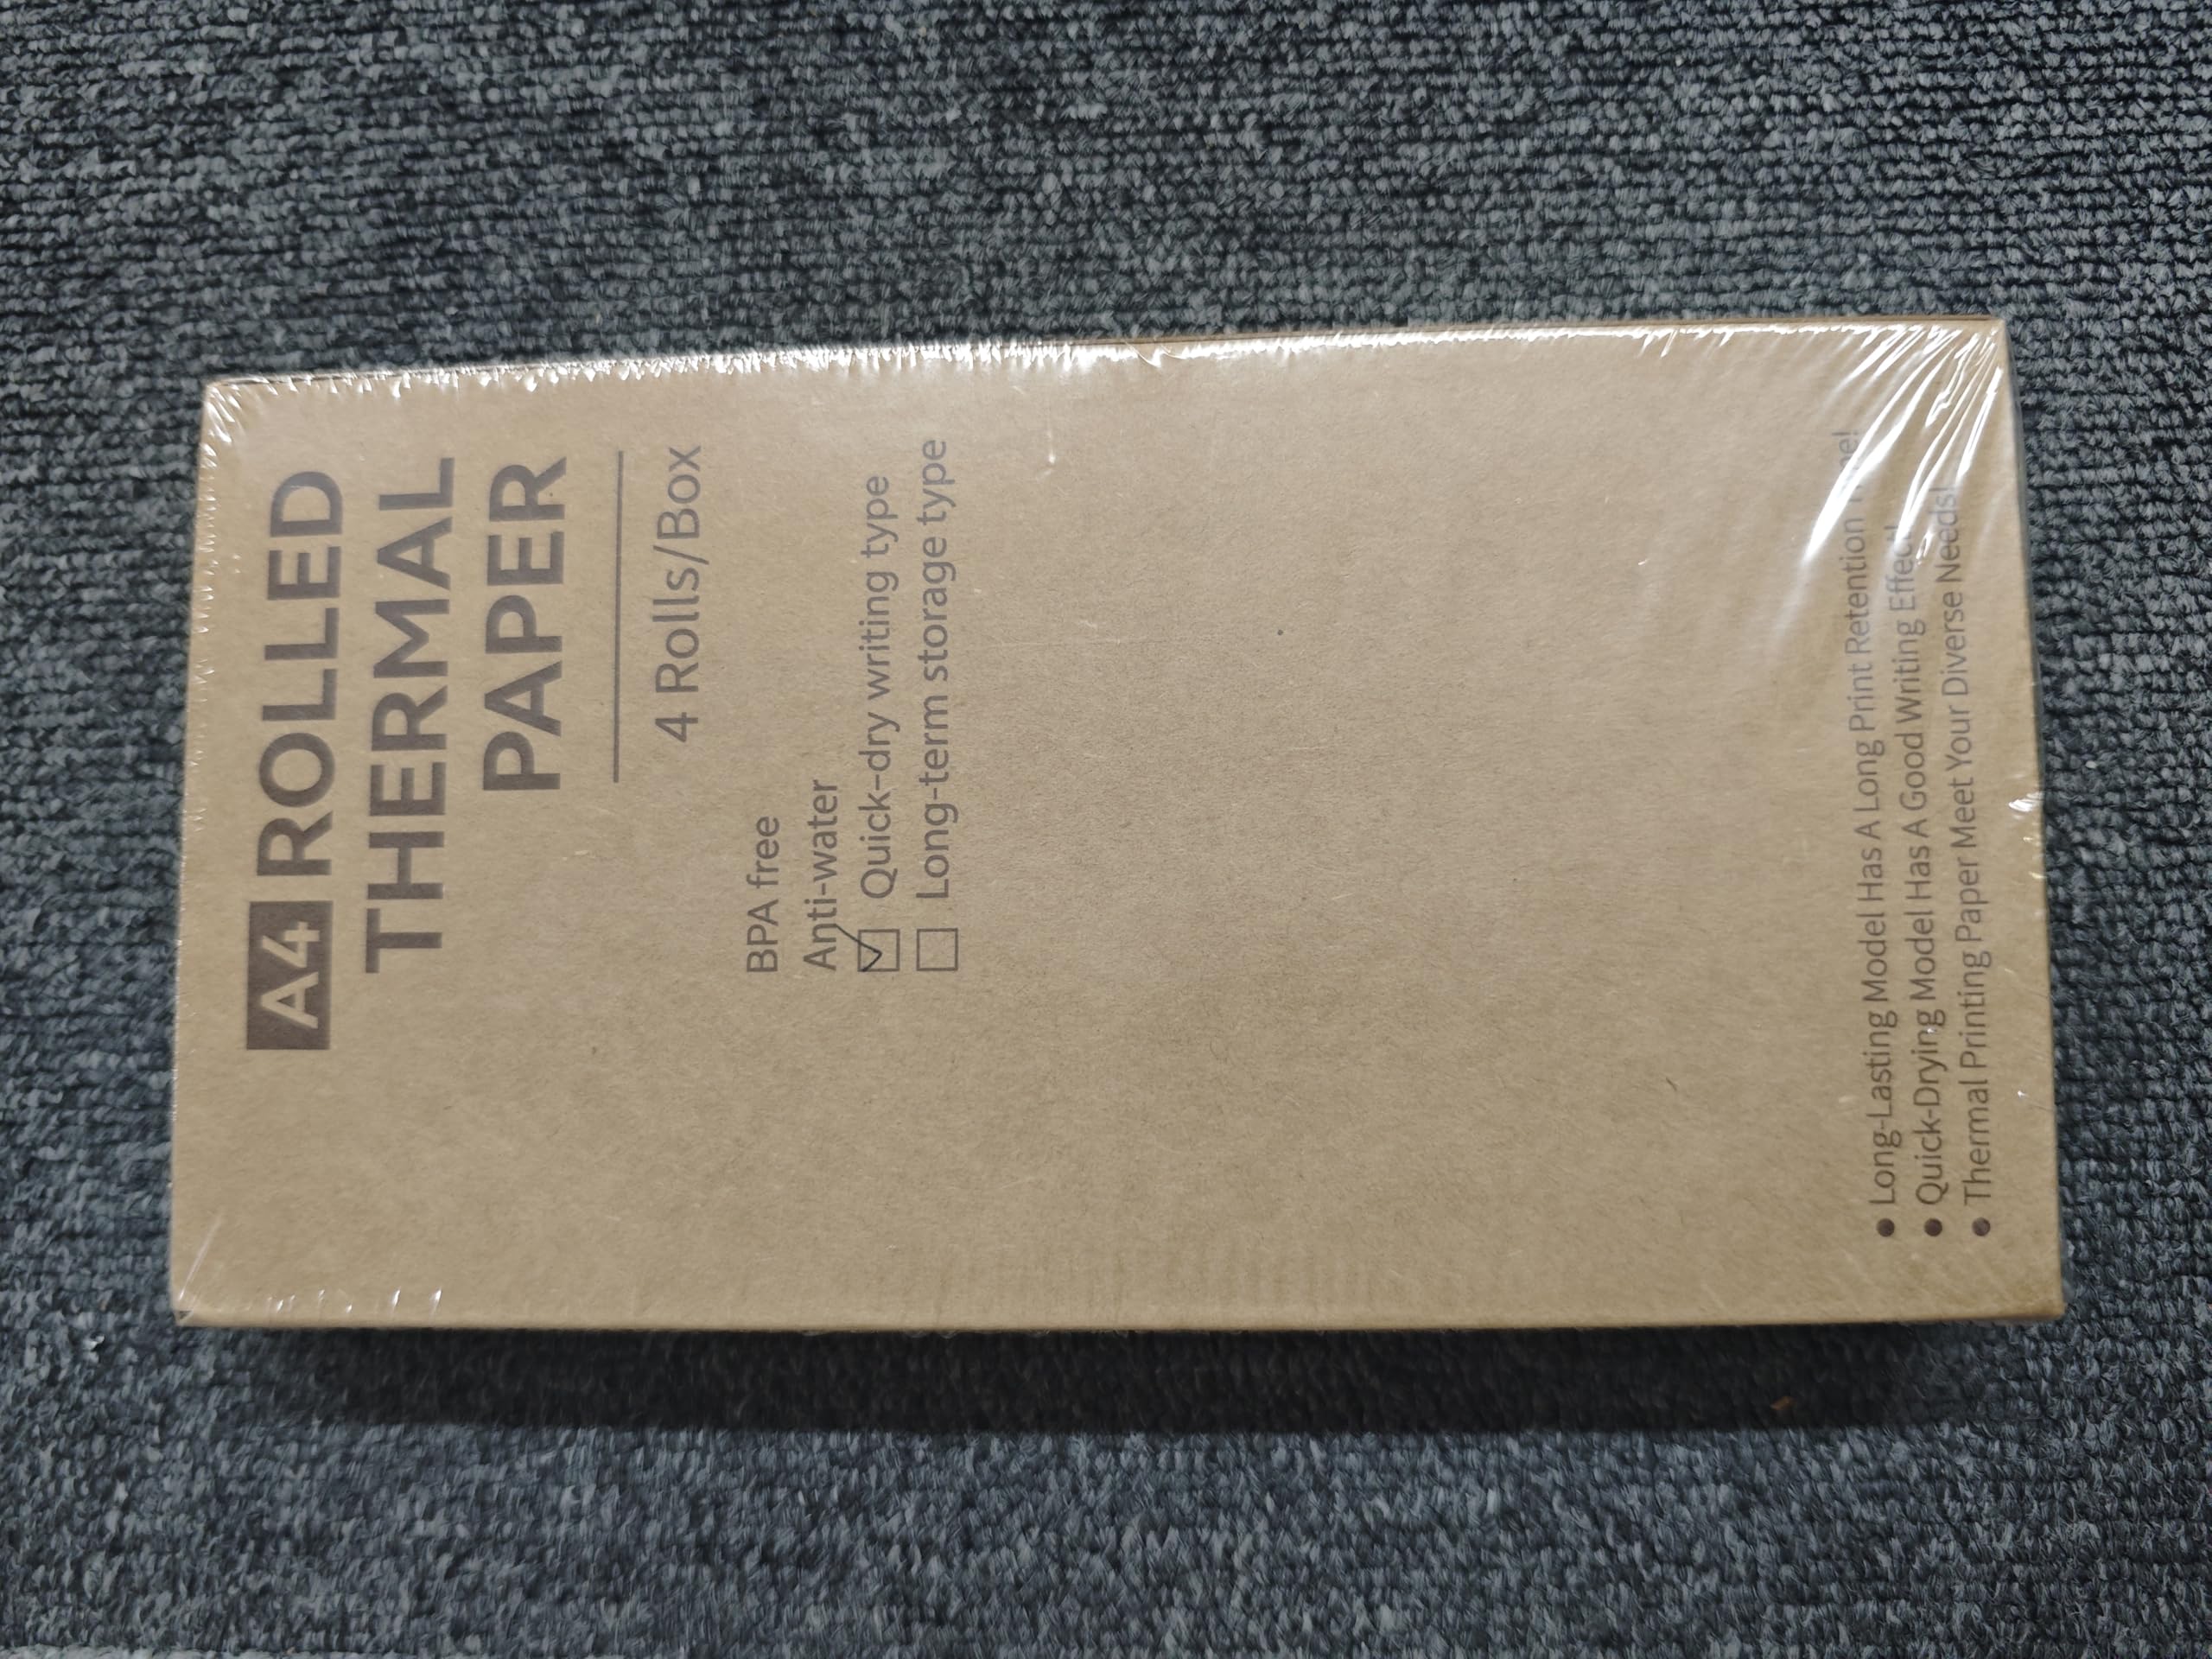 A4 ROLLED
THERMAL
PAPER
4 Rolls/Box
BPA free
Anti-water
Quick-dry writing type
Long-term storage type
• Long-Lasting Model Has A Long Print Retention
• Quick-Drying Model Has A Good Writing Effect!
• Thermal Printing Paper Meet Your Diverse Needs!